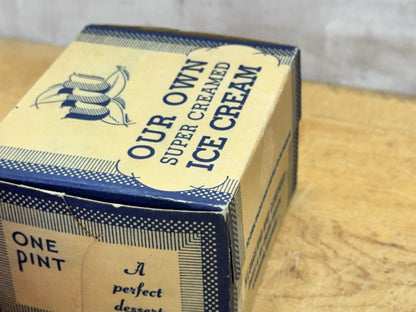 OUR OWN
SUPER CREAMED
ICE CREAM
ONE
PINT
A
perfect
dessert